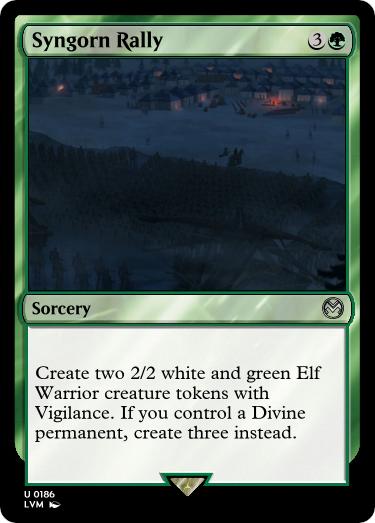 Syngorn Rally 3
Sorcery
Create two 2/2 white and green Elf
Warrior creature tokens with
Vigilance. If you control a Divine
permanent, create three instead.
U 0186
LVM